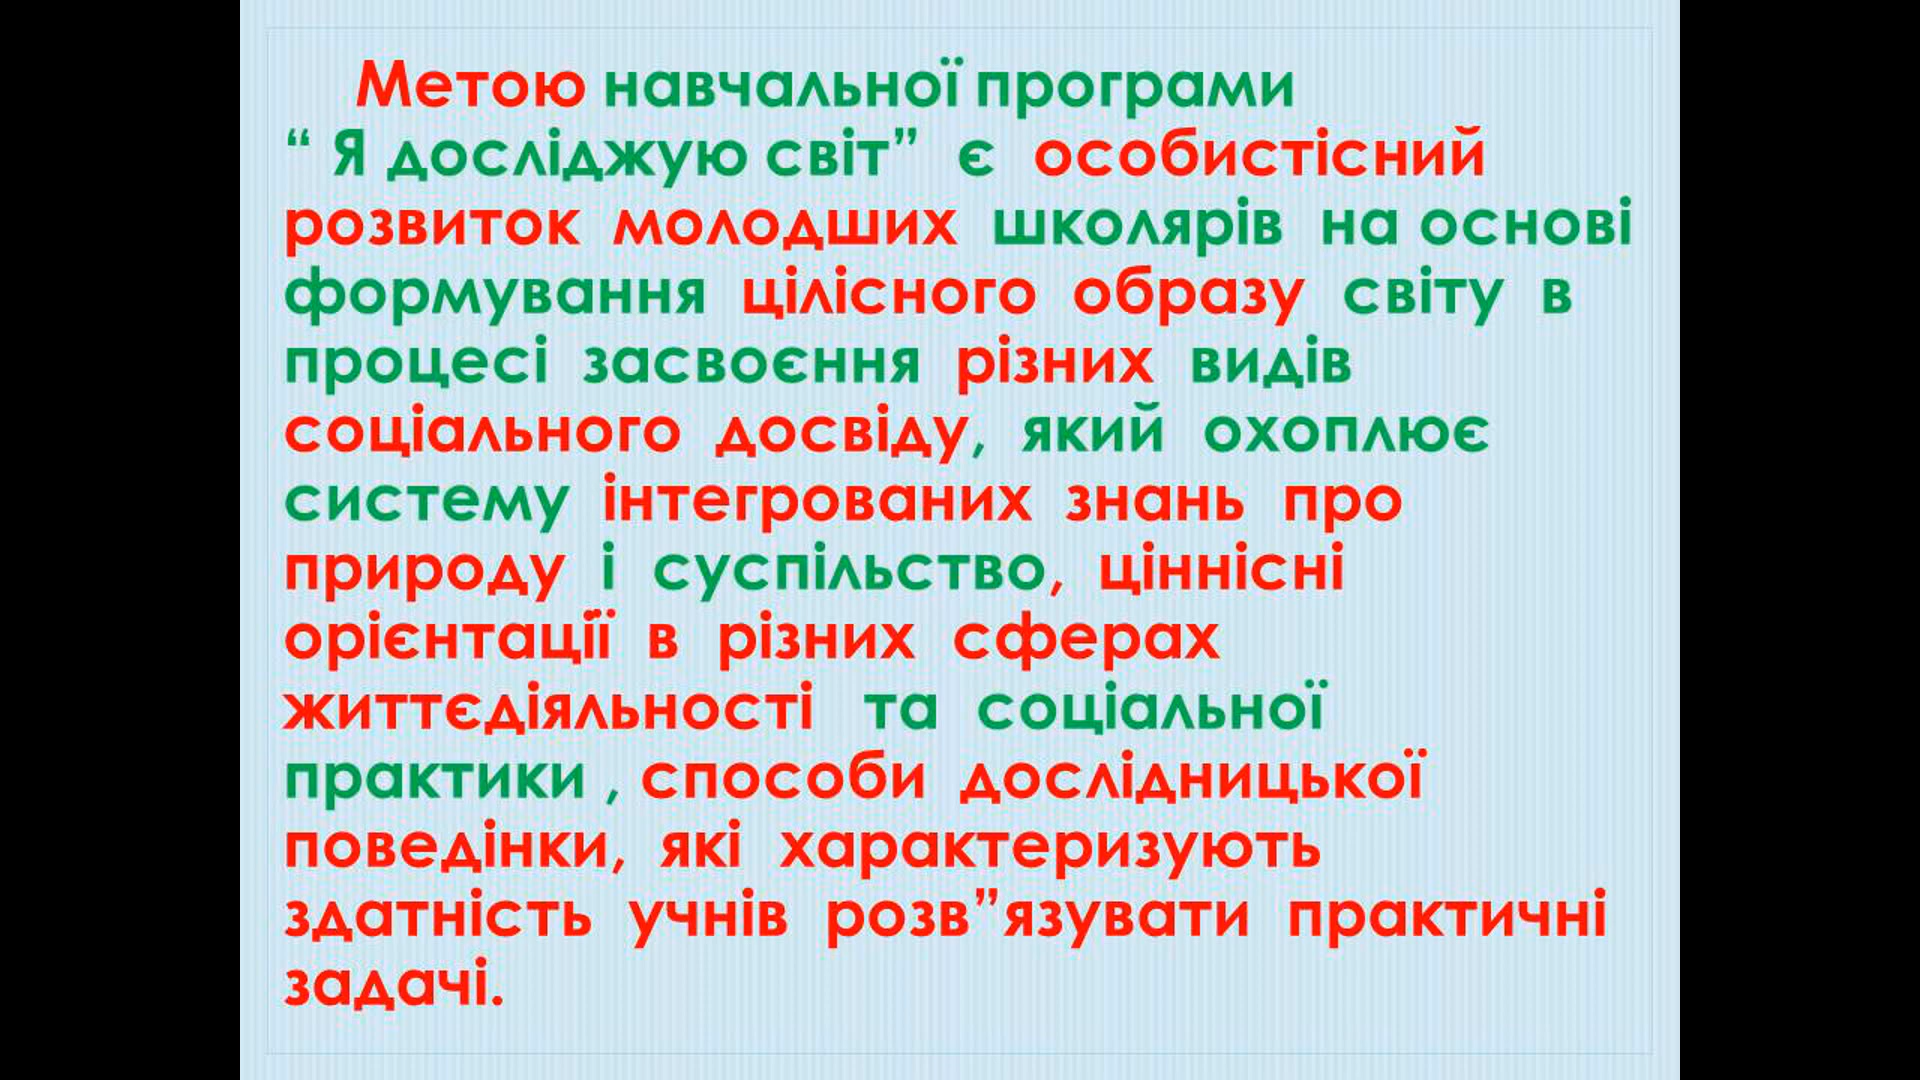 Метою навчальної програми
“ Я досліджую світ” є особистісний
розвиток молодших школярів на основі
формування цілісного образу світу в
процесі засвоєння різних видів
соціального досвіду, який охоплює
систему інтегрованих знань про
природу і суспільство, ціннісні
орієнтації в різних сферах
життєдіяльності та соціальної
практики , способи дослідницької
поведінки, які характеризують
здатність учнів розв”язувати практичні
задачі.